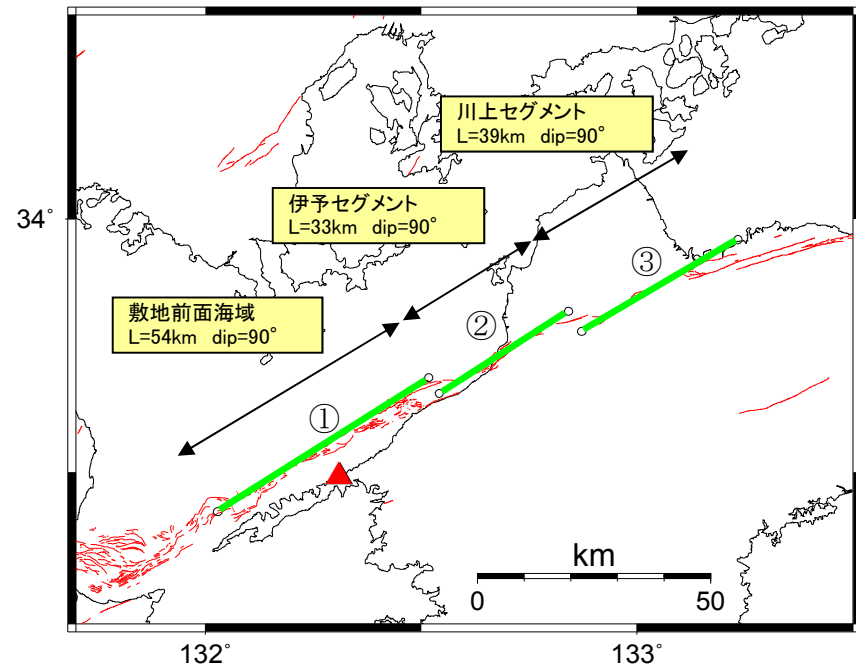 川上セグメント
L=39km dip=90°
伊予セグメント
L=33km dip=90°
敷地前面海域
L=54km dip=90°
34°
③
②
①
km
0 50
132° 133°